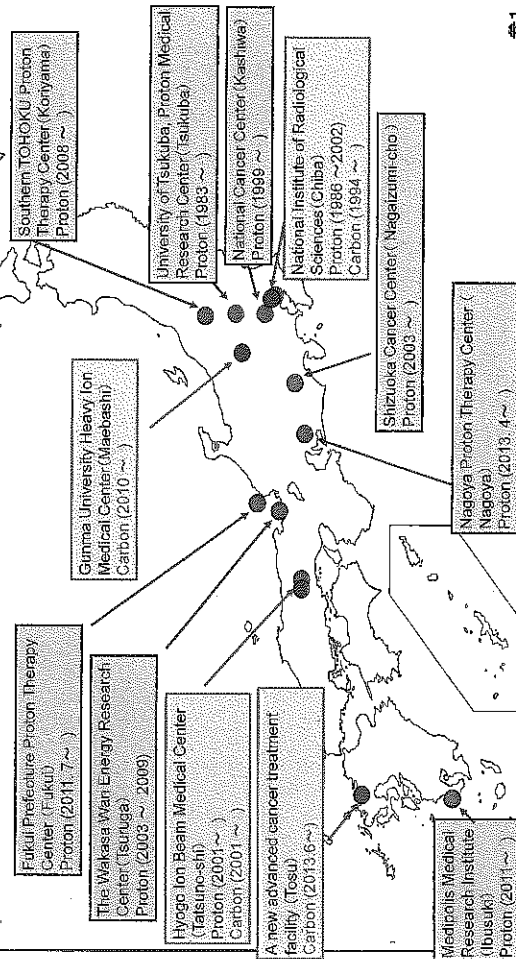 Southern TOHOKU Proton
Therapy Center(Koriyama)
Proton (2008 ~ )
University of Tsukuba, Proton Medical
Research Center(Tsukuba)
Proton (1983 ~ )
National Cancer Center(Kashiwa)
Proton (1999 ~ )
National Institute of Radiological
Sciences (Chiba)
Proton (1986 ~2002)
Carbon (1994 ~ )
Shizuoka Cancer Center( Nagaizumi-cho )
Proton (2003 ~ )
Nagoya Proton Therapy Center (
Nagoya)
Proton (2013. 4~ )
Gunma University Heavy Ion
Medical Center(Maebashi)
Carbon (2010 ~ )
Fukui Prefecture Proton Therapy
Center (Fukui)
Proton (2011. 7~ )
The Wakasa Wan Energy Research
Center(Tsuruga)
Proton (2003 ~ 2009)
Hyogo Ion Beam Medical Center
(Tatsuno-shi)
Proton (2001~ )
Carbon (2001 ~ )
A new advanced cancer treatment
facility (Tosu)
Carbon (2013.6~)
Medipolis Medical
Research Institute
(Ibusuki)
Proton (2011~ )